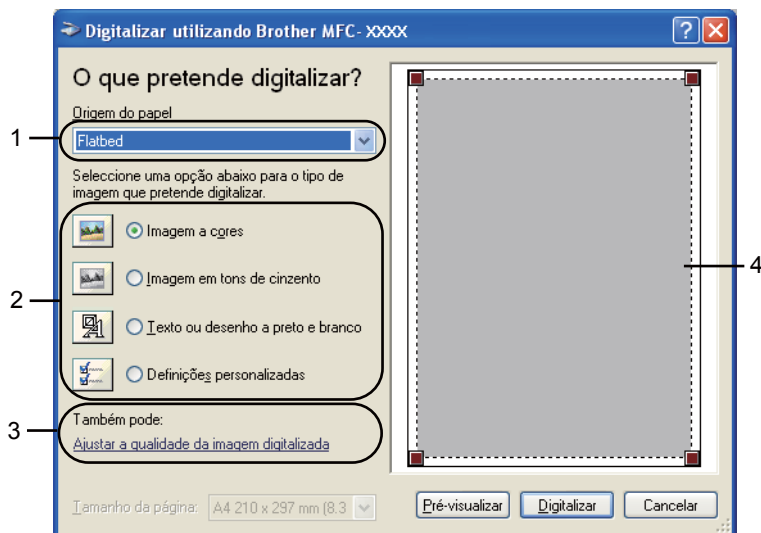 Digitalizar utilizando Brother MFC- XXXX
O que pretende digitalizar?
Origem do papel
1
Flatbed
Seleccione uma opção abaixo para o tipo de
imagem que pretende digitalizar.
Imagem a cores
4
Imagem em tons de cinzento
2
Texto ou desenho a preto e branco
Definições personalizadas
Também pode:
3
Ajustar a qualidade da imagem digitalizada
Tamanho da página: A4 210 x 297 mm (8.3
Pré-visualizar Digitalizar Cancelar